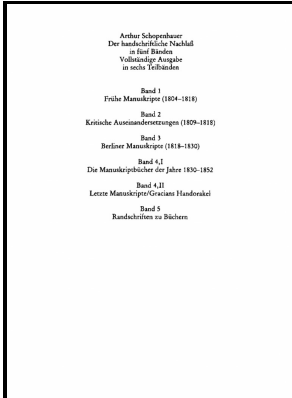 Arthur Schopenhauer
Der handschriftliche Nachlaß
in fünf Bänden
Vollständige Ausgabe
in sechs Teilbänden
Band 1
Frühe Manuskripte (1804–1818)
Band 2
Kritische Auseinandersetzungen (1809–1818)
Band 3
Berliner Manuskripte (1818–1830)
Band 4,I
Die Manuskriptbücher der Jahre 1830–1852
Band 4,II
Letzte Manuskripte/Gracians Handorakel
Band 5
Randschriften zu Büchern